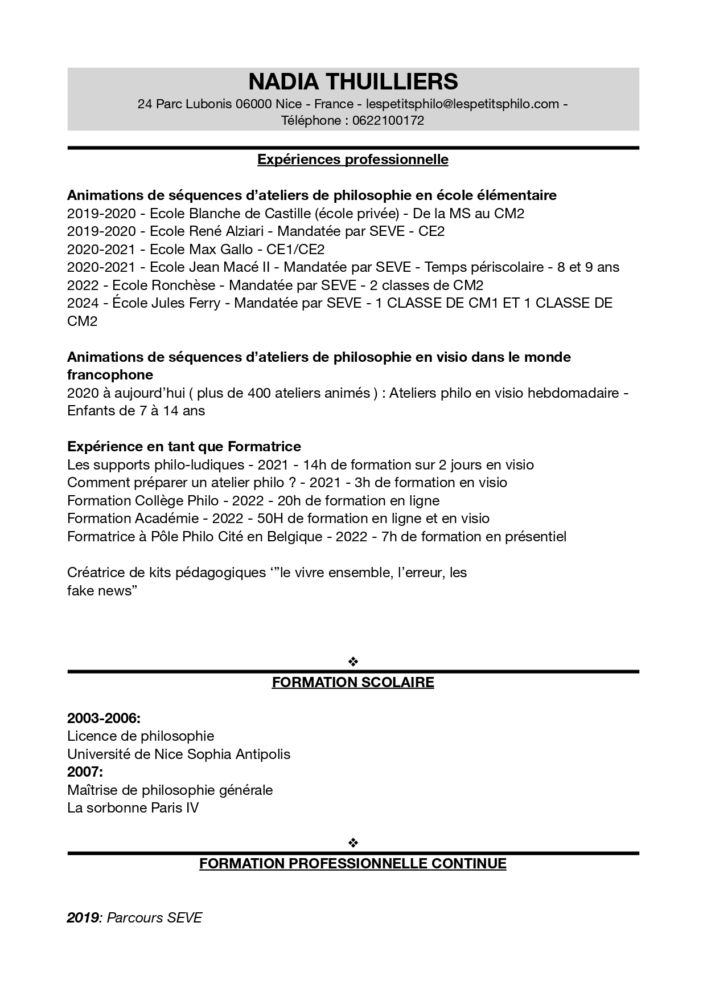 NADIA THUILLIERS
24 Parc Lubonis 06000 Nice - France - lespetitsphilo@lespetitsphilo.com -
Téléphone : 0622100172
Expériences professionnelle
Animations de séquences d’ateliers de philosophie en école élémentaire
2019-2020 - Ecole Blanche de Castille (école privée) - De la MS au CM2
2019-2020 - Ecole René Alziari - Mandatée par SEVE - CE2
2020-2021 - Ecole Max Gallo - CE1/CE2
2020-2021 - Ecole Jean Macé II - Mandatée par SEVE - Temps périscolaire - 8 et 9 ans
2022 - Ecole Ronchèse - Mandatée par SEVE - 2 classes de CM2
2024 - École Jules Ferry - Mandatée par SEVE - 1 CLASSE DE CM1 ET 1 CLASSE DE
CM2
Animations de séquences d’ateliers de philosophie en visio dans le monde
francophone
2020 à aujourd’hui ( plus de 400 ateliers animés ) : Ateliers philo en visio hebdomadaire -
Enfants de 7 à 14 ans
Expérience en tant que Formatrice
Les supports philo-ludiques - 2021 - 14h de formation sur 2 jours en visio
Comment préparer un atelier philo ? - 2021 - 3h de formation en visio
Formation Collège Philo - 2022 - 20h de formation en ligne
Formation Académie - 2022 - 50H de formation en ligne et en visio
Formatrice à Pôle Philo Cité en Belgique - 2022 - 7h de formation en présentiel
Créatrice de kits pédagogiques ‘”le vivre ensemble, l’erreur, les
fake news”
❖
FORMATION SCOLAIRE
2003-2006:
Licence de philosophie
Université de Nice Sophia Antipolis
2007:
Maîtrise de philosophie générale
La sorbonne Paris IV
❖
FORMATION PROFESSIONNELLE CONTINUE
2019: Parcours SEVE